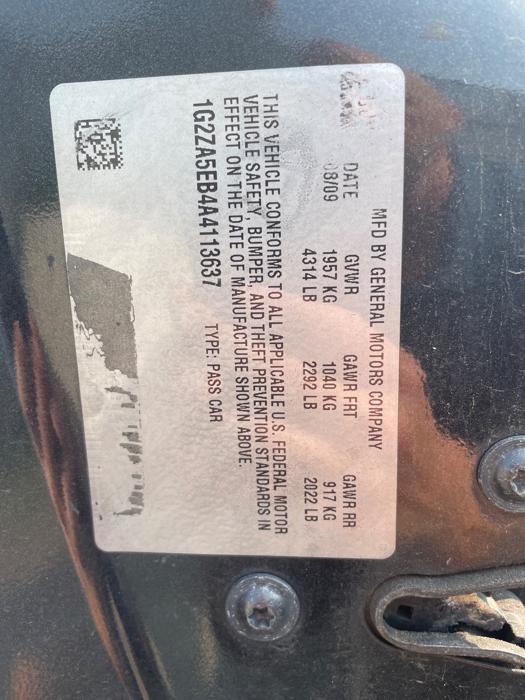 MFD BY GENERAL MOTORS COMPANY
DATE GVWR GAWR FRT GAWR RR
08/09 1957 KG 1040 KG 917 KG
4314 LB 2292 LB 2022 LB
THIS VEHICLE CONFORMS TO ALL APPLICABLE U.S. FEDERAL MOTOR
VEHICLE SAFETY, BUMPER, AND THEFT PREVENTION STANDARDS IN
EFFECT ON THE DATE OF MANUFACTURE SHOWN ABOVE.
1G2ZA5EB4A4113637 TYPE: PASS CAR